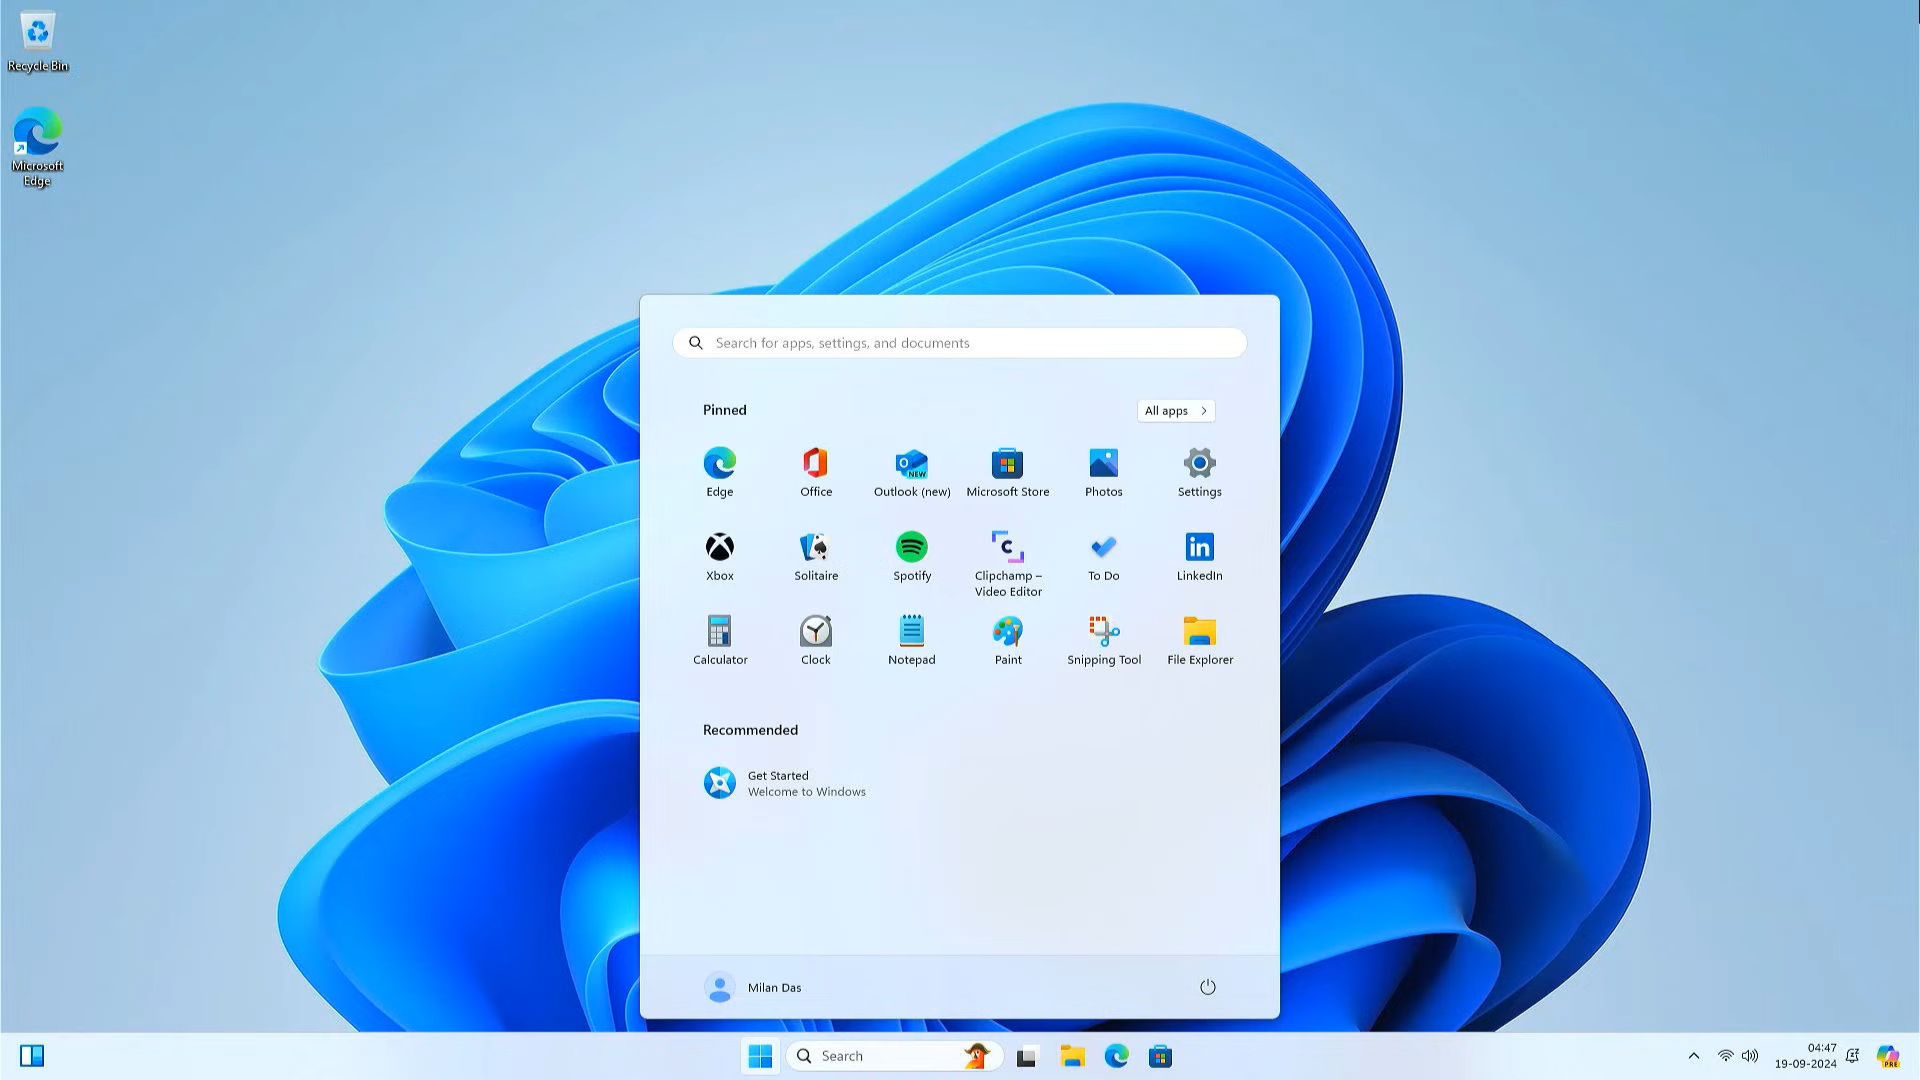 Recycle Bin
Microsoft
Edge
Search for apps, settings, and documents
Pinned
All apps
Edge
Office
NEW
Outlook (new)
Microsoft Store
Photos
Settings
Xbox
Solitaire
Spotify
Clipchamp –
Video Editor
To Do
LinkedIn
Calculator
Clock
Notepad
Paint
Snipping Tool
File Explorer
Recommended
Get Started
Welcome to Windows
Milan Das
Search
04:47
19-09-2024
PRE